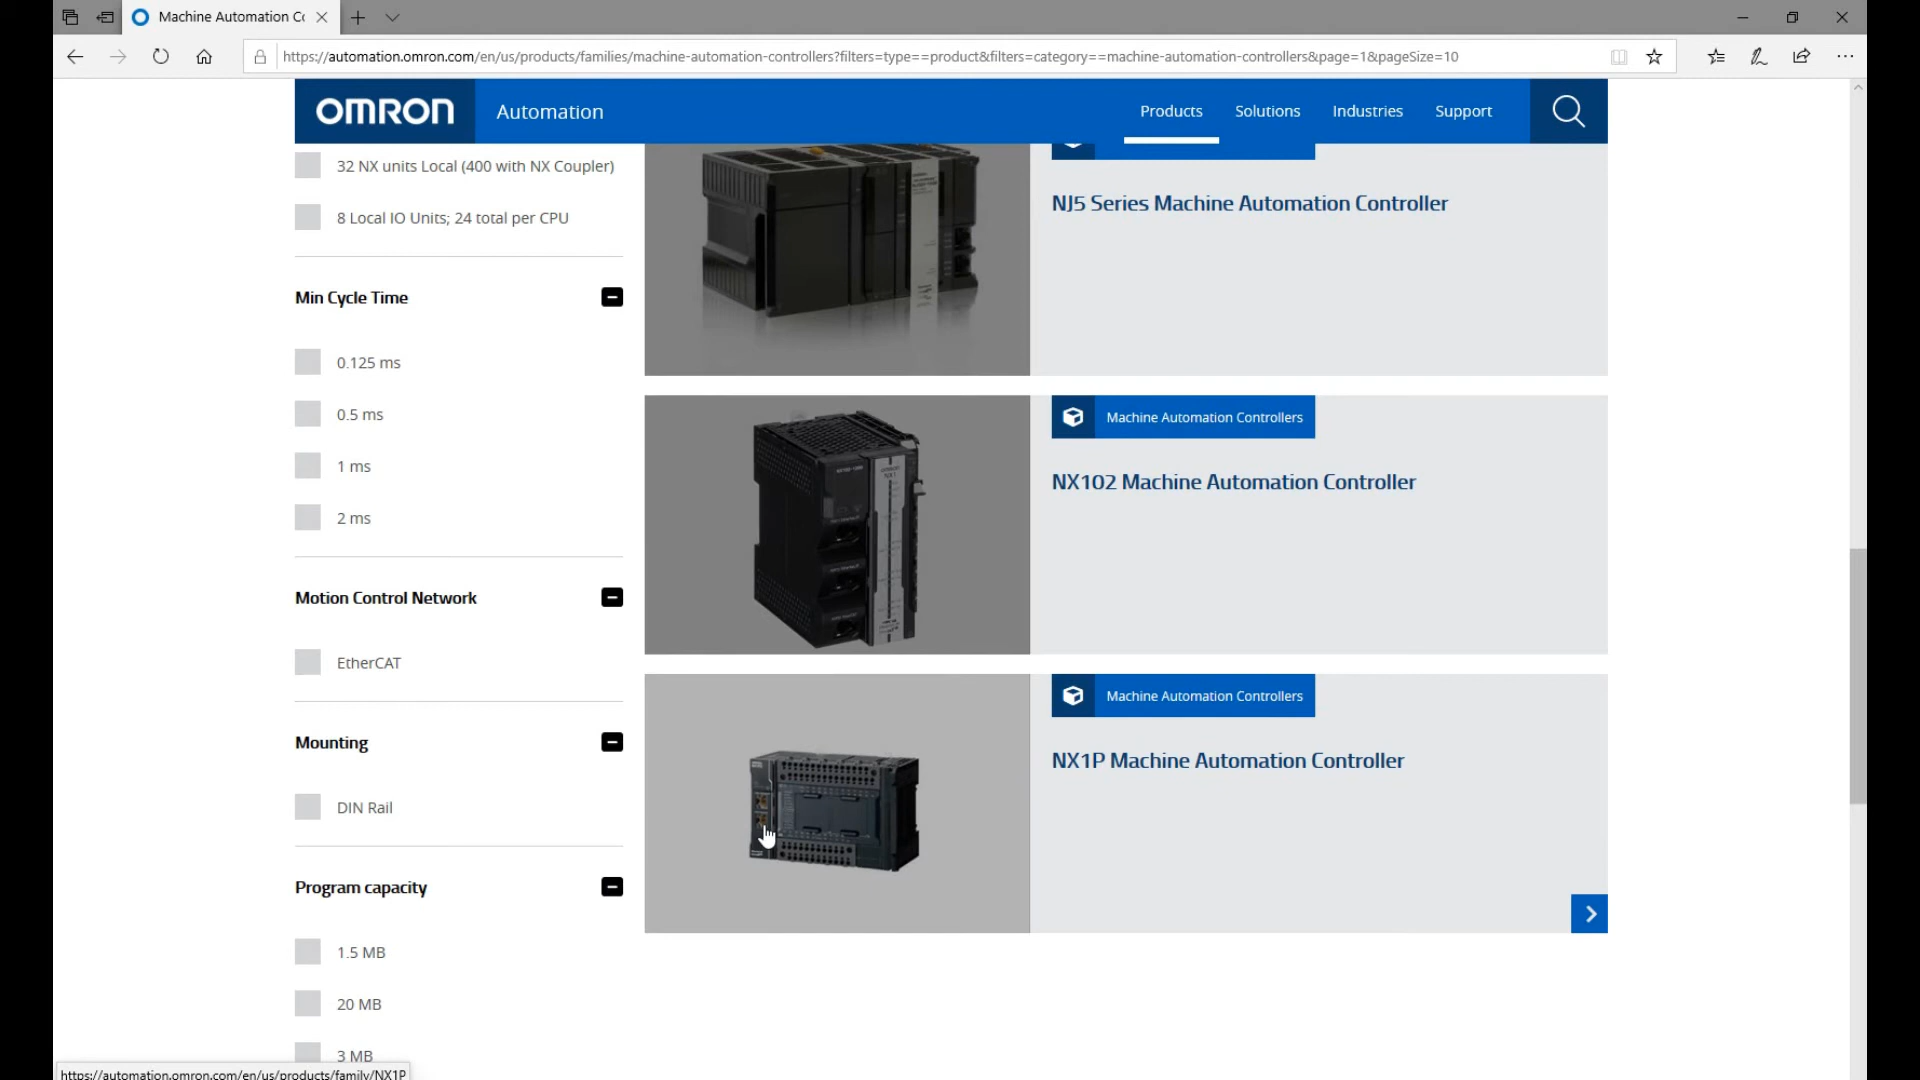 Machine Automation Co
https://automation.omron.com/en/us/products/families/machine-automation-controllers?filters=type==product&filters=category==machine-automation-controllers&page=1&pageSize=10
OMRON Automation Products Solutions Industries Support
32 NX units Local (400 with NX Coupler)
8 Local IO Units; 24 total per CPU
Min Cycle Time
0.125 ms
0.5 ms
1 ms
2 ms
Motion Control Network
EtherCAT
Mounting
DIN Rail
Program capacity
1.5 MB
20 MB
3 MB
NJ5 Series Machine Automation Controller
Machine Automation Controllers
NX102 Machine Automation Controller
Machine Automation Controllers
NX1P Machine Automation Controller
https://automation.omron.com/en/us/products/family/NX1P